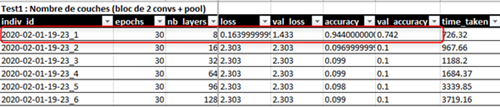 Test1 : Nombre de couches (bloc de 2 convs + pool)
indiv_id epochs nb_layers loss val_loss accuracy val_accuracy time_taken
2020-02-01-19-23_1 30 8 0.163999999 1.433 0.9440000000 0.742 726.32
2020-02-01-19-23_2 30 16 2.303 2.303 0.096999999 0.1 967.66
2020-02-01-19-23_3 30 32 2.303 2.303 0.099 0.1 1188.2
2020-02-01-19-23_4 30 64 2.303 2.303 0.099 0.1 1684.37
2020-02-01-19-23_5 30 96 2.303 2.303 0.098 0.1 3339.85
2020-02-01-19-23_6 30 128 2.303 2.303 0.099 0.1 3719.16